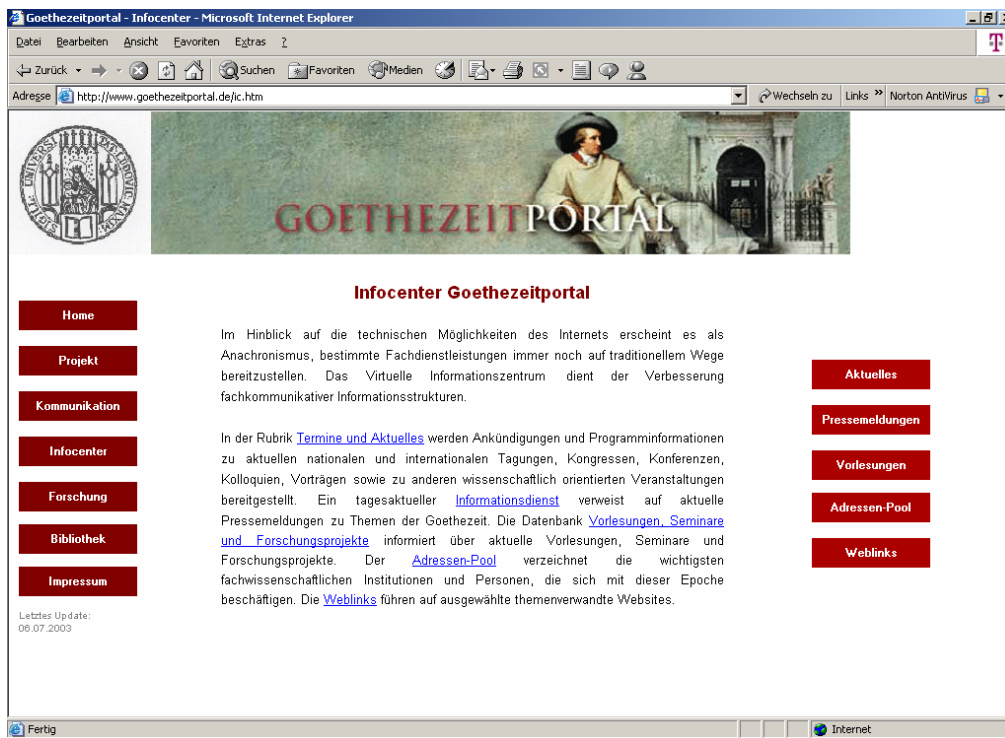 Goethezeitportal - Infocenter - Microsoft Internet Explorer
Datei Bearbeiten Ansicht Favoriten Extras ?
Zurück Suchen Favoriten Medien
Adresse http://www.goethezeitportal.de/ic.htm Wechseln zu Links » Norton AntiVirus
GOETHEZEITPORTAL
Infocenter Goethezeitportal
Home
Projekt
Kommunikation
Infocenter
Forschung
Bibliothek
Impressum
Letztes Update:
06.07.2003
Im Hinblick auf die technischen Möglichkeiten des Internets erscheint es als
Anachronismus, bestimmte Fachdienstleistungen immer noch auf traditionellem Wege
bereitzustellen. Das Virtuelle Informationszentrum dient der Verbesserung
fachkommunikativer Informationsstrukturen.
In der Rubrik Termine und Aktuelles werden Ankündigungen und Programminformationen
zu aktuellen nationalen und internationalen Tagungen, Kongressen, Konferenzen,
Kolloquien, Vorträgen sowie zu anderen wissenschaftlich orientierten Veranstaltungen
bereitgestellt. Ein tagesaktueller Informationsdienst verweist auf aktuelle
Pressemeldungen zu Themen der Goethezeit. Die Datenbank Vorlesungen, Seminare
und Forschungsprojekte informiert über aktuelle Vorlesungen, Seminare und
Forschungsprojekte. Der Adressen-Pool verzeichnet die wichtigsten
fachwissenschaftlichen Institutionen und Personen, die sich mit dieser Epoche
beschäftigen. Die Weblinks führen auf ausgewählte themenverwandte Websites.
Aktuelles
Pressemeldungen
Vorlesungen
Adressen-Pool
Weblinks
Fertig Internet